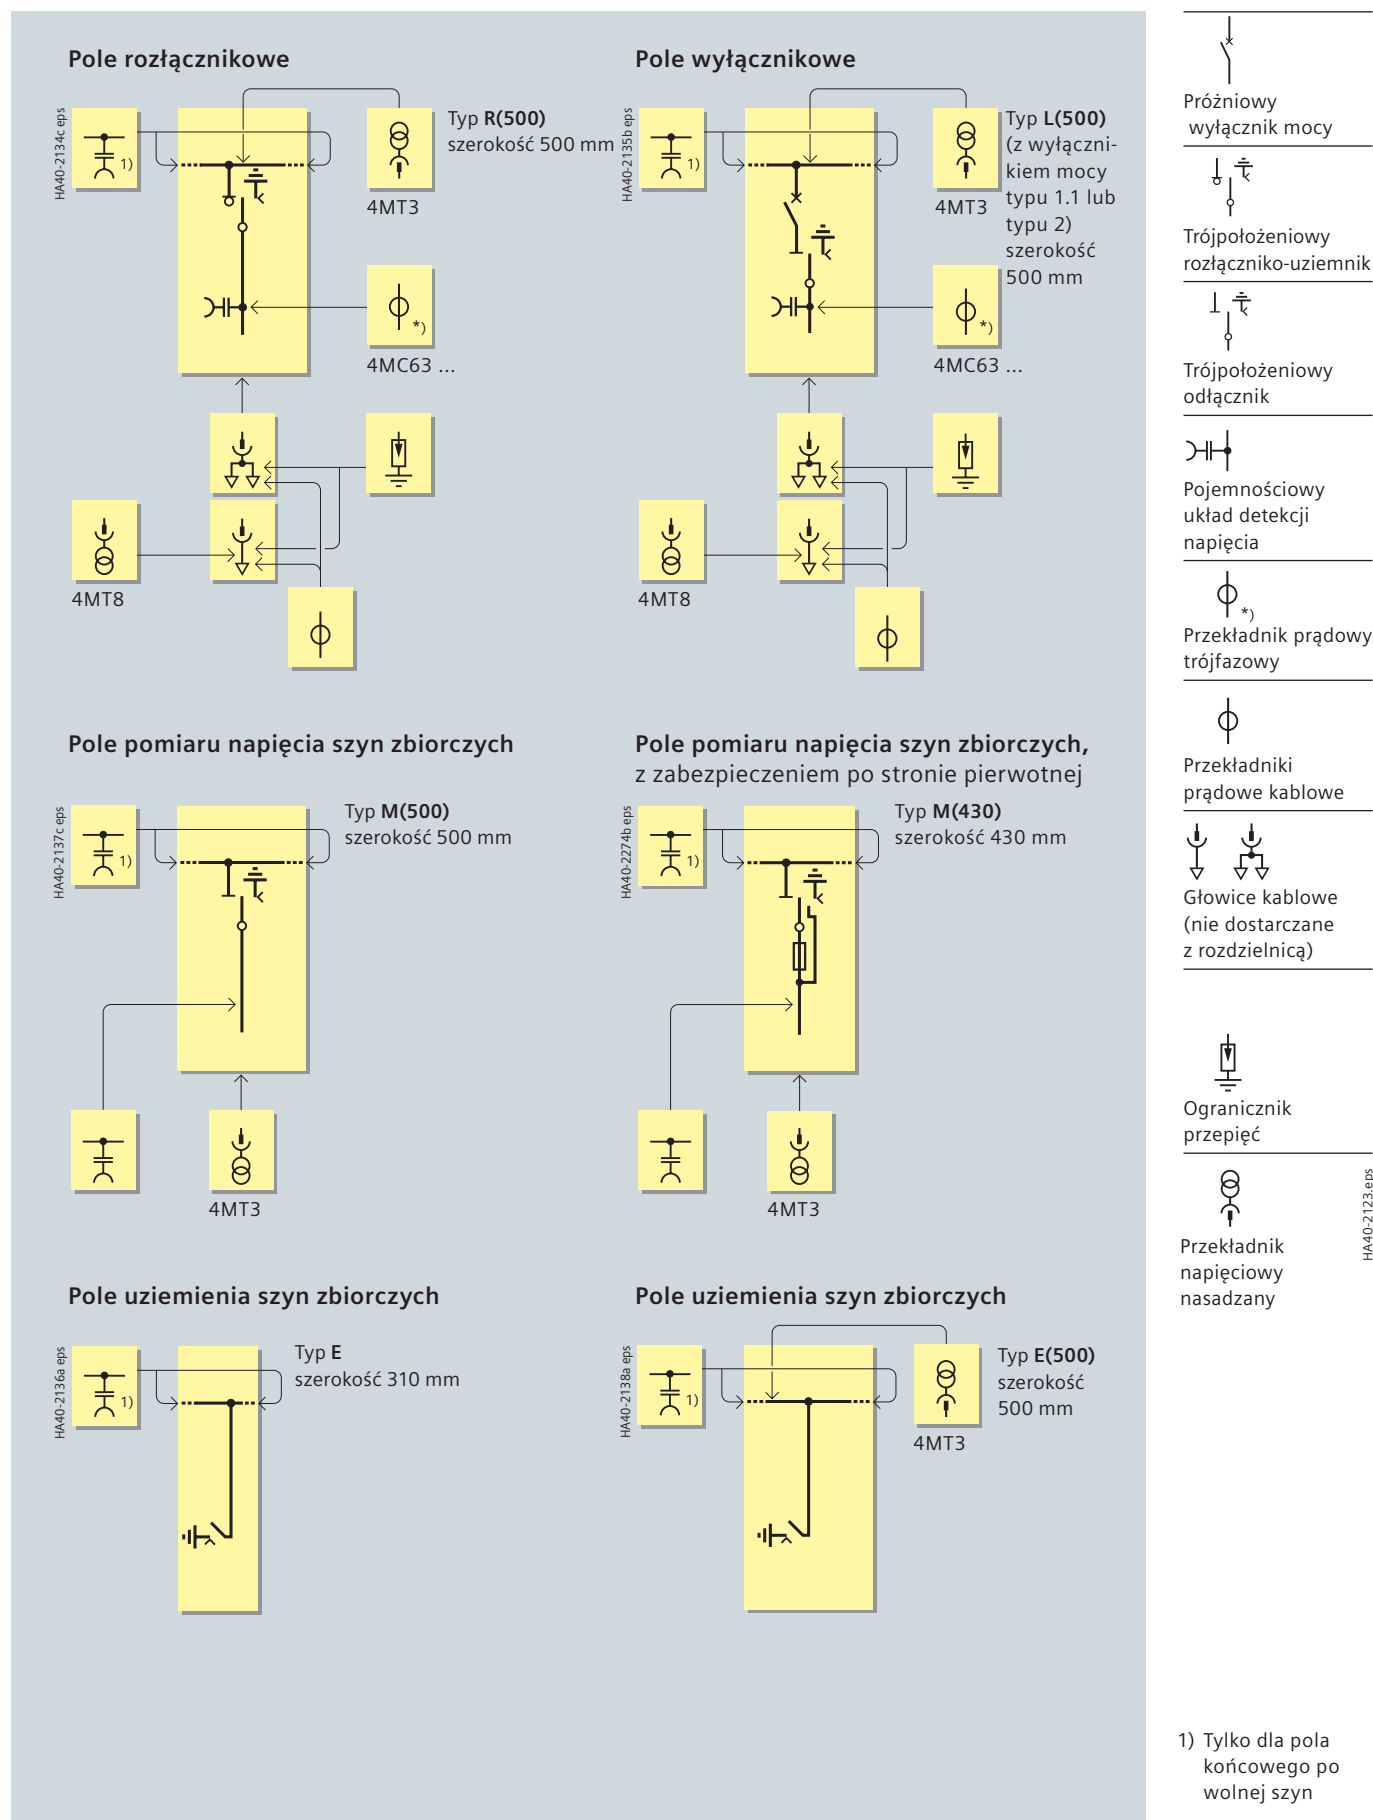 Pole rozłącznikowe
HA40-2134c eps
1)
4MT3
Typ R(500)
szerokość 500 mm
*)
4MC63 ...
4MT8
Pole wyłącznikowe
HA40-2135b eps
1)
4MT3
Typ L(500)
(z wyłączni-
kiem mocy
typu 1.1 lub
typu 2)
szerokość
500 mm
*)
4MC63 ...
4MT8
Pole pomiaru napięcia szyn zbiorczych
HA40-2137c eps
1)
Typ M(500)
szerokość 500 mm
4MT3
Pole pomiaru napięcia szyn zbiorczych,
z zabezpieczeniem po stronie pierwotnej
HA40-2274b eps
1)
Typ M(430)
szerokość 430 mm
4MT3
Pole uziemienia szyn zbiorczych
HA40-2136a eps
1)
Typ E
szerokość 310 mm
Pole uziemienia szyn zbiorczych
HA40-2138a eps
1)
4MT3
Typ E(500)
szerokość
500 mm
Próżniowy
wyłącznik mocy
Trójpołożeniowy
rozłączniko-uziemnik
Trójpołożeniowy
odłącznik
Pojemnościowy
układ detekcji
napięcia
*)
Przekładnik prądowy
trójfazowy
Przekładniki
prądowe kablowe
Głowice kablowe
(nie dostarczane
z rozdzielnicą)
Ogranicznik
przepięć
Przekładnik
napięciowy
nasadzany
HA40-2123.eps
1) Tylko dla pola
końcowego po
wolnej szyn